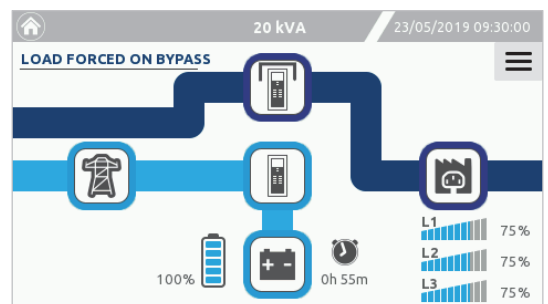 20 kVA
23/05/2019 09:30:00
LOAD FORCED ON BYPASS
L1 75%
L2 75%
L3 75%
100%
0h 55m